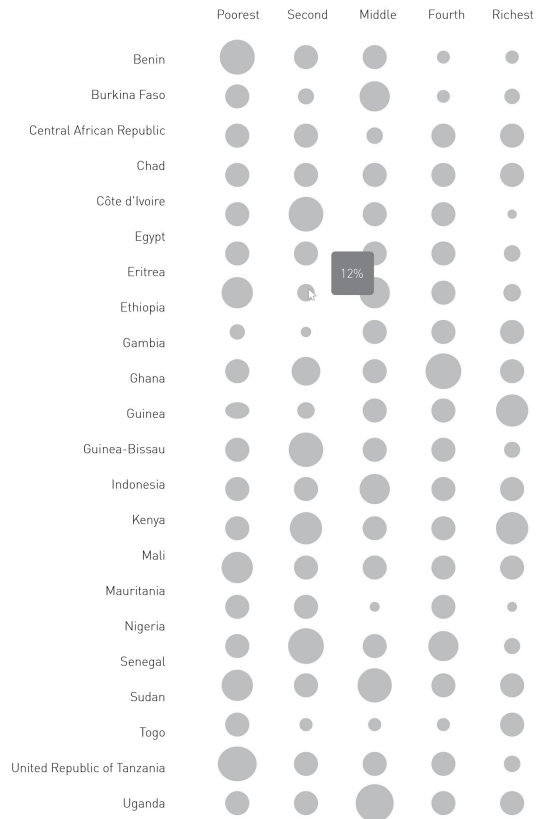 Poorest Second Middle Fourth Richest
Benin
Burkina Faso
Central African Republic
Chad
Côte d'Ivoire
Egypt
Eritrea
12%
Ethiopia
Gambia
Ghana
Guinea
Guinea-Bissau
Indonesia
Kenya
Mali
Mauritania
Nigeria
Senegal
Sudan
Togo
United Republic of Tanzania
Uganda